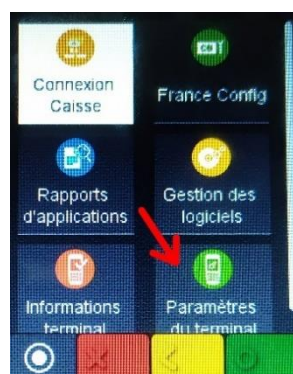 Connexion
Caisse
France Config
Rapports
d'applications
Gestion des
logiciels
Informations
terminal
Paramètres
du terminal